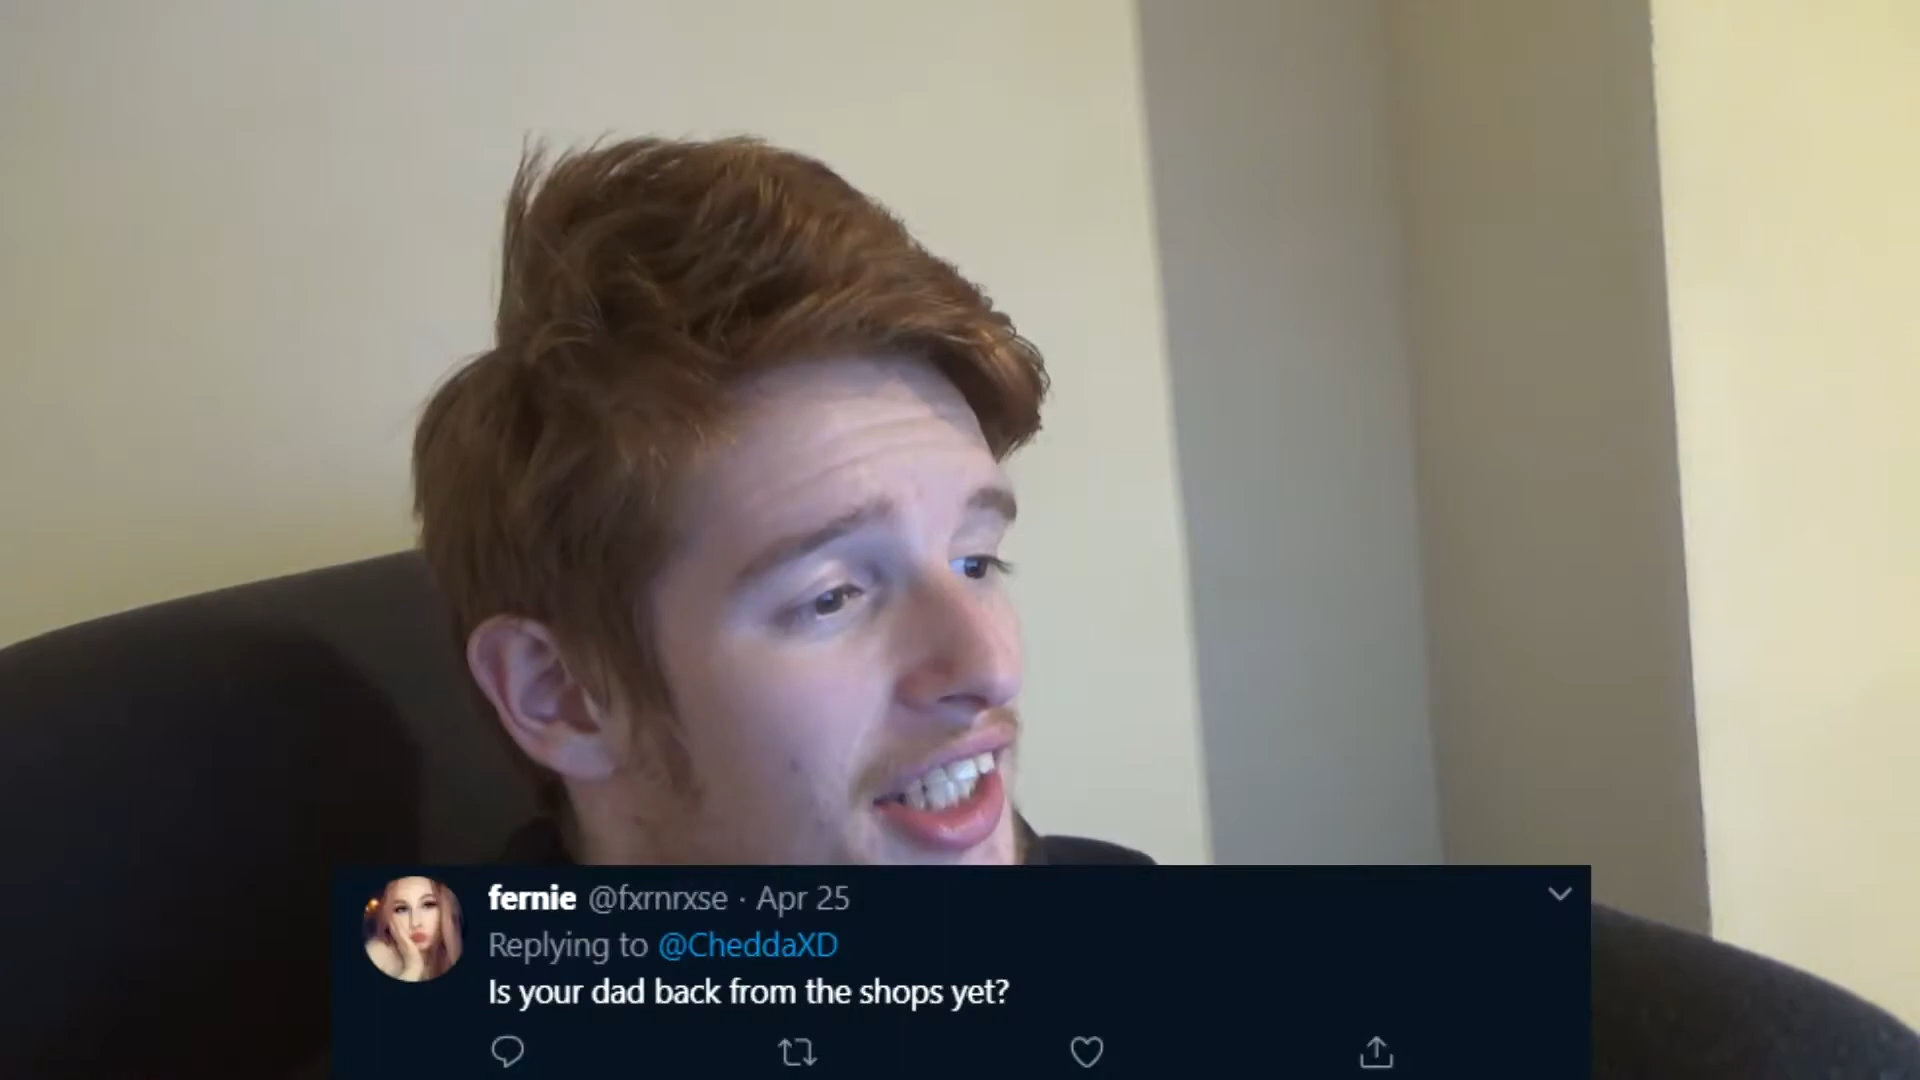 fernie @fxrnrxse · Apr 25
Replying to @CheddaXD
Is your dad back from the shops yet?